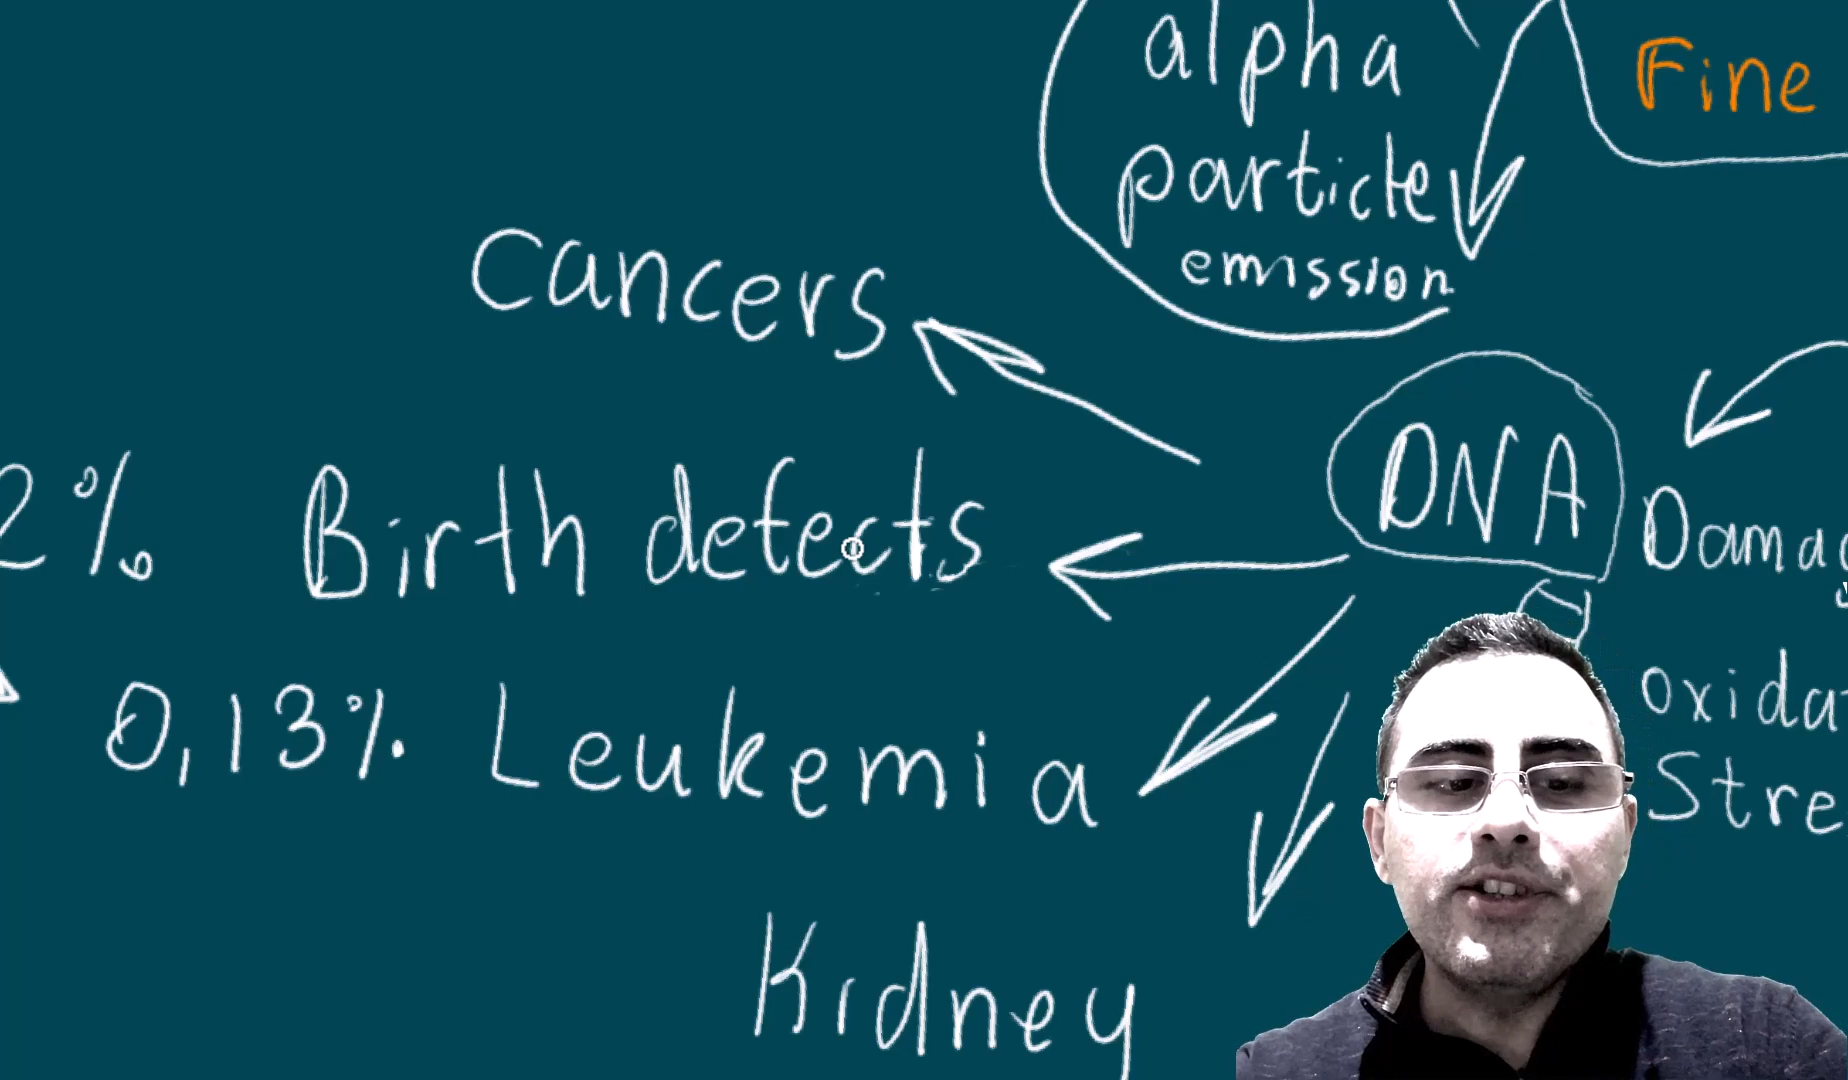 alpha
particle
emission
Fine
cancers
DNA
2% Birth defects
0,13% Leukemia
Kidney